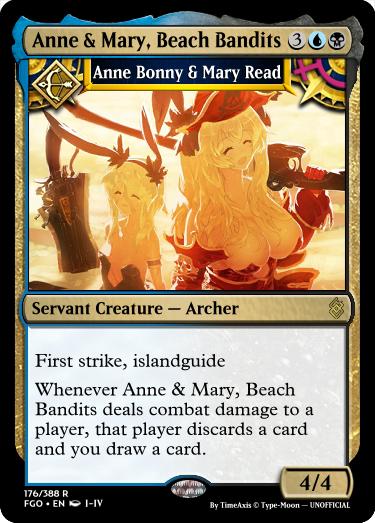 Anne & Mary, Beach Bandits 3
Anne Bonny & Mary Read
Servant Creature — Archer
First strike, islandguide
Whenever Anne & Mary, Beach
Bandits deals combat damage to a
player, that player discards a card
and you draw a card.
4/4
176/388 R
FGO • EN I-IV
By TimeAxis © Type-Moon — UNOFFICIAL